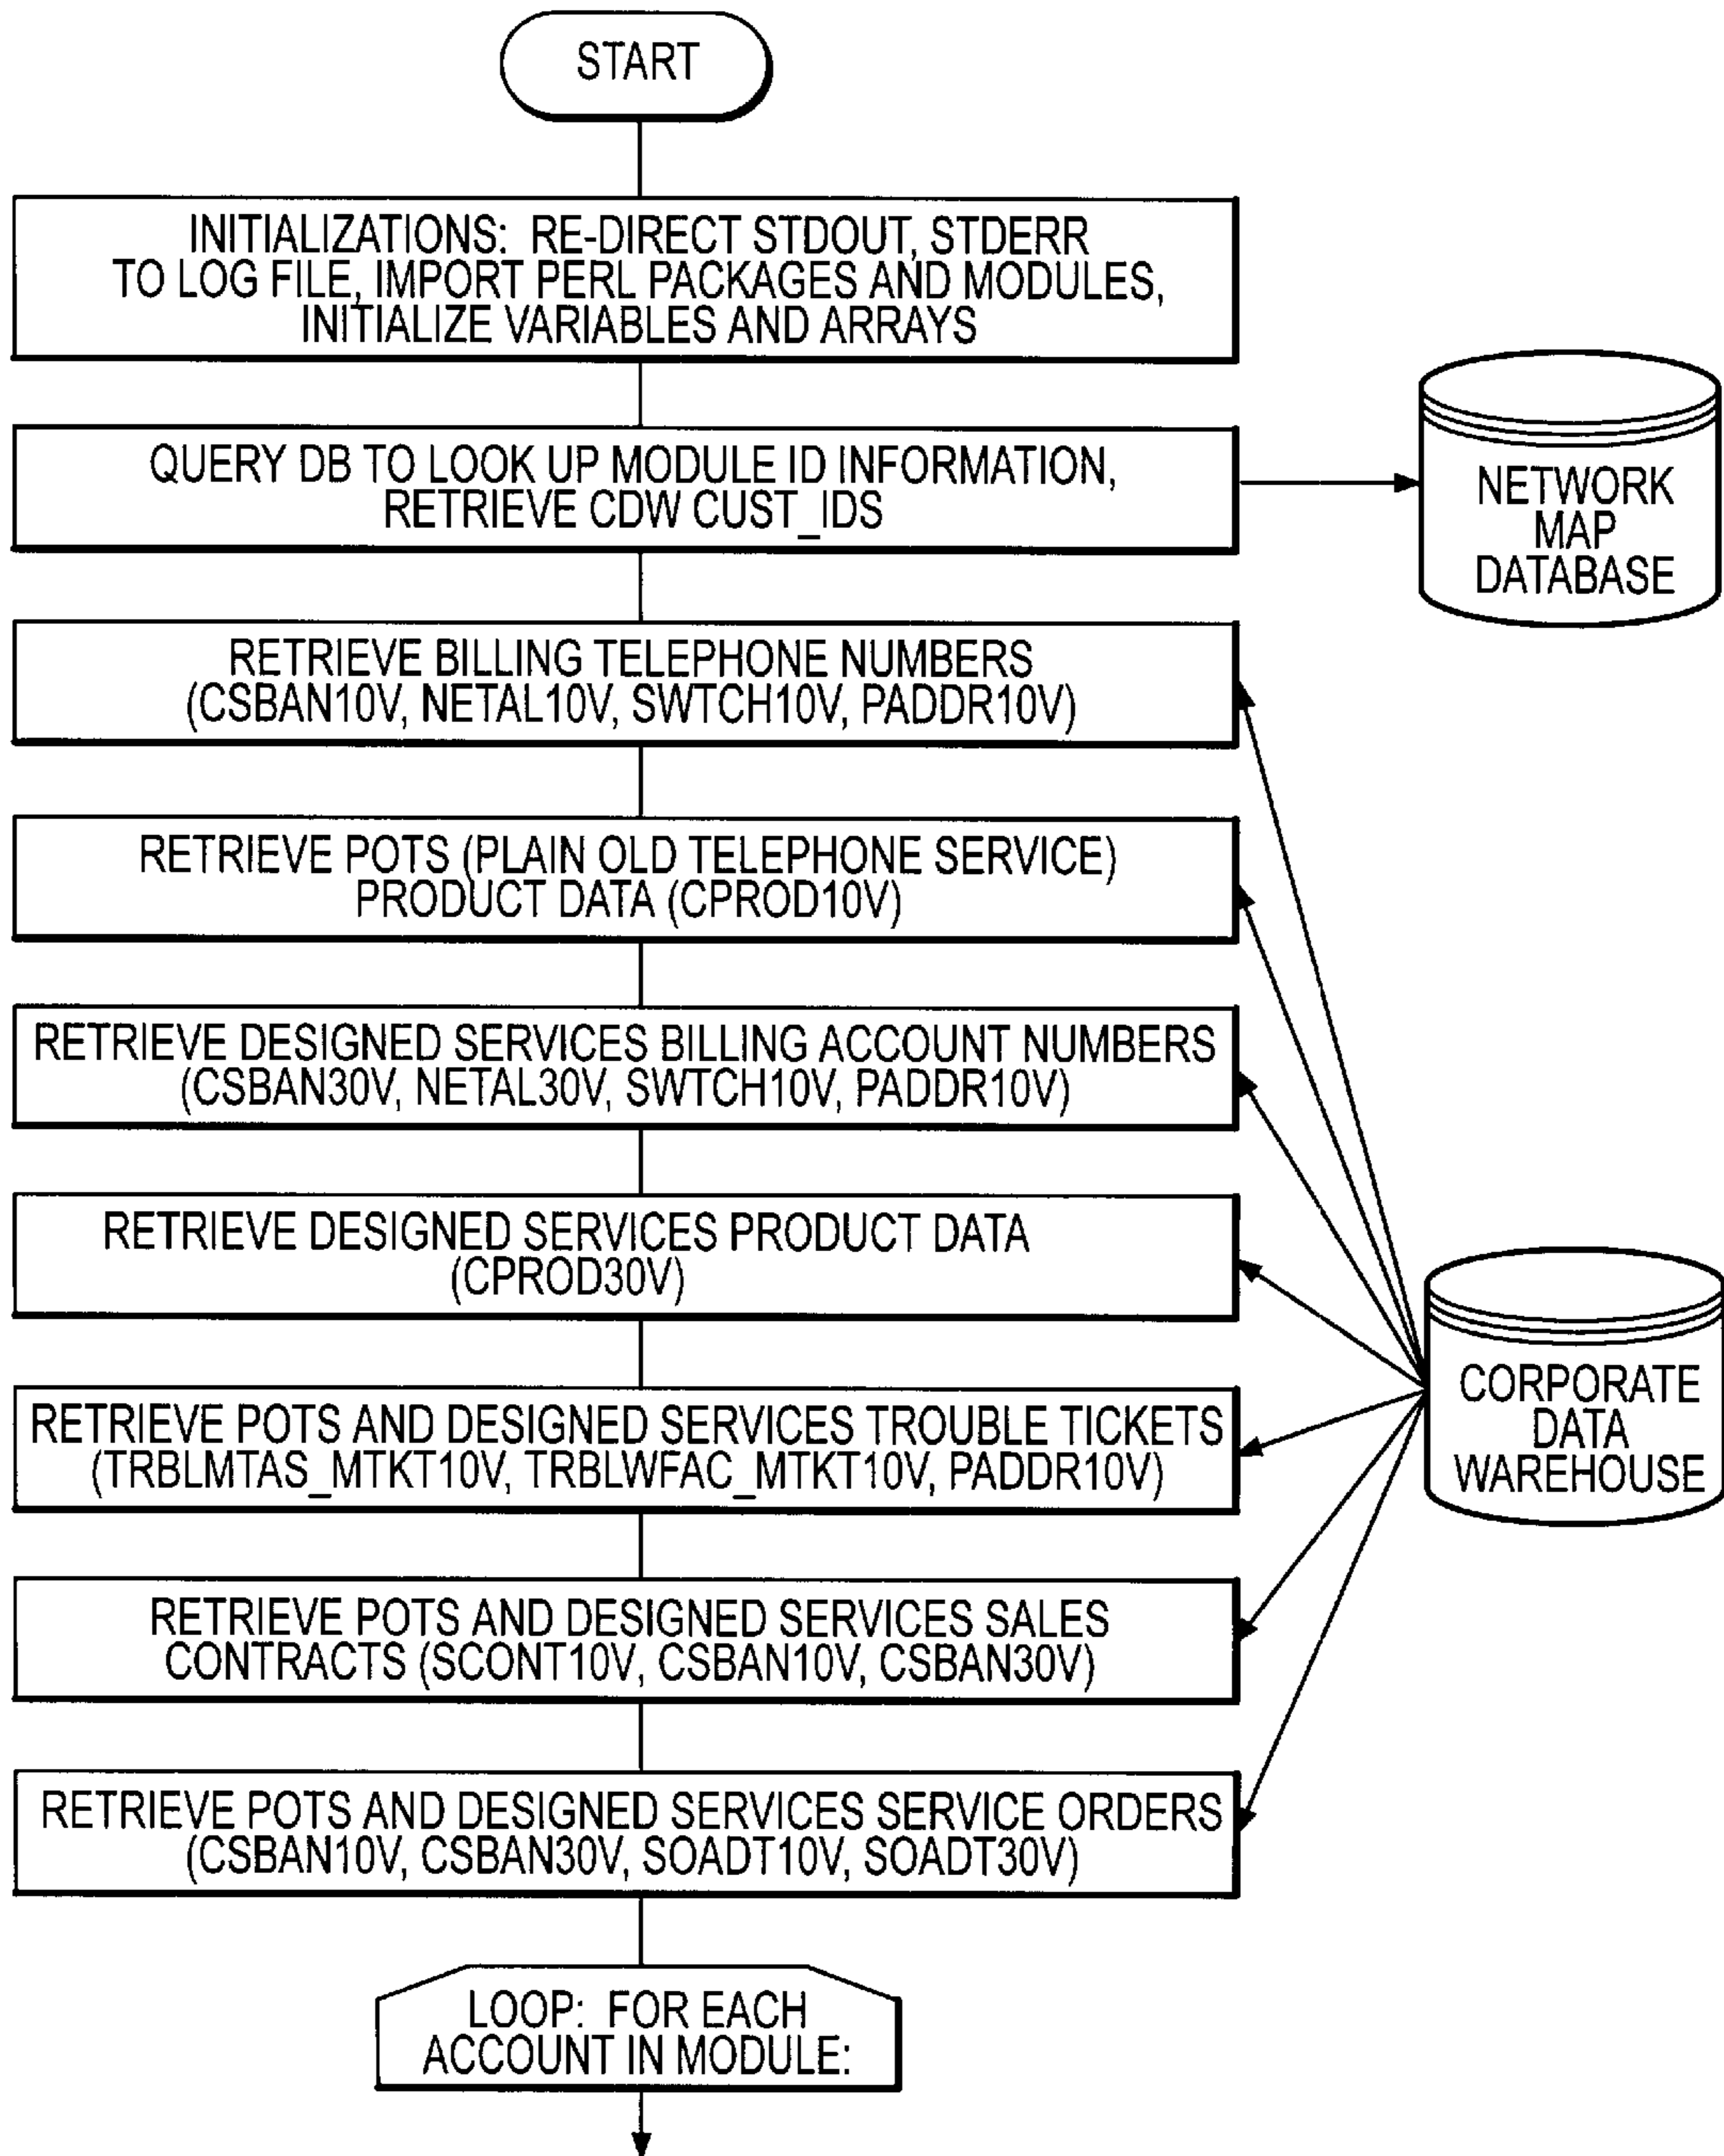 START
INITIALIZATIONS: RE-DIRECT STDOUT, STDERR
TO LOG FILE, IMPORT PERL PACKAGES AND MODULES,
INITIALIZE VARIABLES AND ARRAYS
QUERY DB TO LOOK UP MODULE ID INFORMATION,
RETRIEVE CDW CUST_IDS
NETWORK
MAP
DATABASE
RETRIEVE BILLING TELEPHONE NUMBERS
(CSBAN10V, NETAL10V, SWTCH10V, PADDR10V)
RETRIEVE POTS (PLAIN OLD TELEPHONE SERVICE)
PRODUCT DATA (CPROD10V)
RETRIEVE DESIGNED SERVICES BILLING ACCOUNT NUMBERS
(CSBAN30V, NETAL30V, SWTCH10V, PADDR10V)
RETRIEVE DESIGNED SERVICES PRODUCT DATA
(CPROD30V)
RETRIEVE POTS AND DESIGNED SERVICES TROUBLE TICKETS
(TRBLMTAS_MTKT10V, TRBLWFAC_MTKT10V, PADDR10V)
CORPORATE
DATA
WAREHOUSE
RETRIEVE POTS AND DESIGNED SERVICES SALES
CONTRACTS (SCONT10V, CSBAN10V, CSBAN30V)
RETRIEVE POTS AND DESIGNED SERVICES SERVICE ORDERS
(CSBAN10V, CSBAN30V, SOADT10V, SOADT30V)
LOOP: FOR EACH
ACCOUNT IN MODULE: